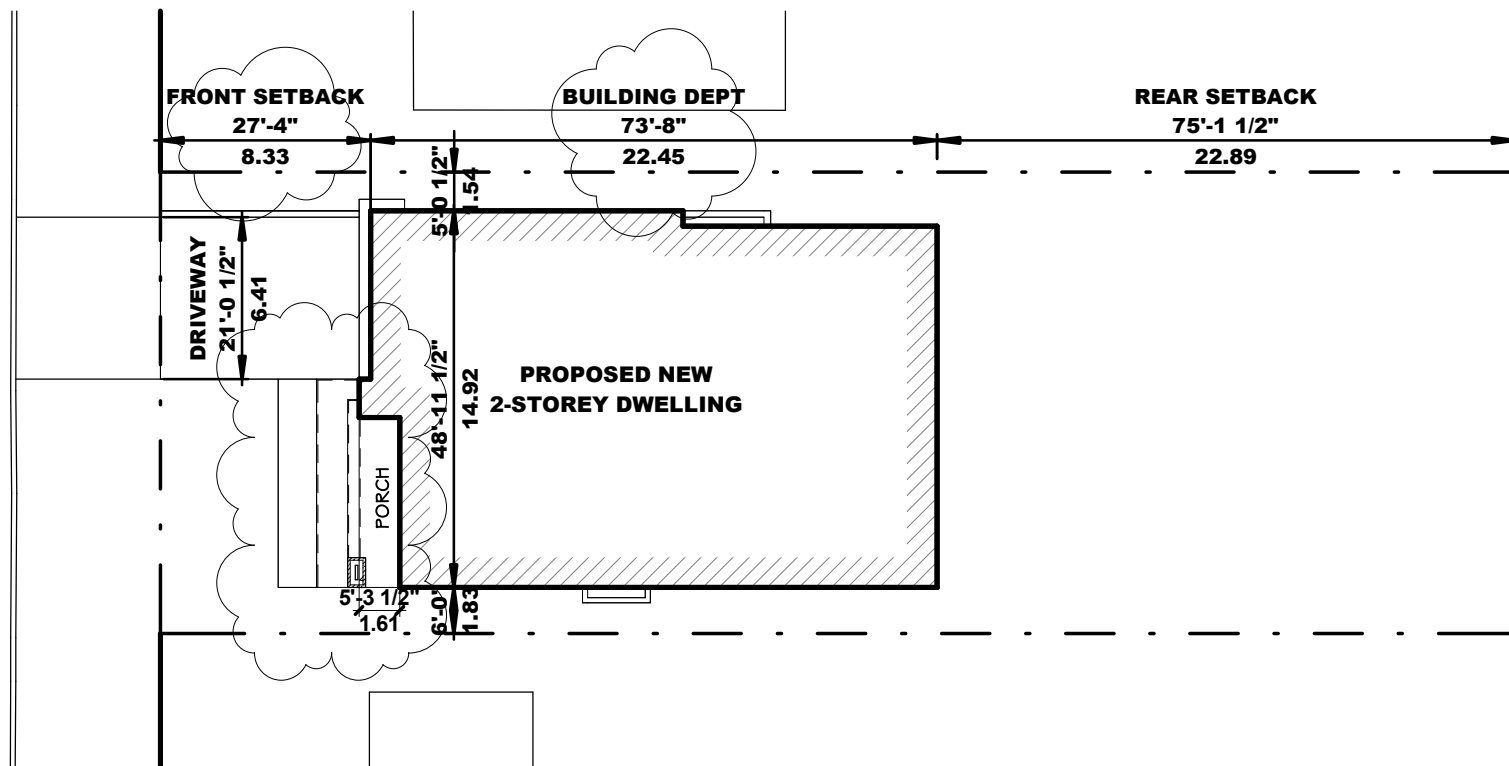 FRONT SETBACK
27'-4"
8.33
BUILDING DEPT
73'-8"
22.45
REAR SETBACK
75'-1 1/2"
22.89
5'-0 1/2"
1.54
DRIVEWAY
21'-0 1/2"
6.41
48'-11 1/2"
14.92
PROPOSED NEW
2-STOREY DWELLING
PORCH
5'-3 1/2"
1.61
6'-0"
1.83